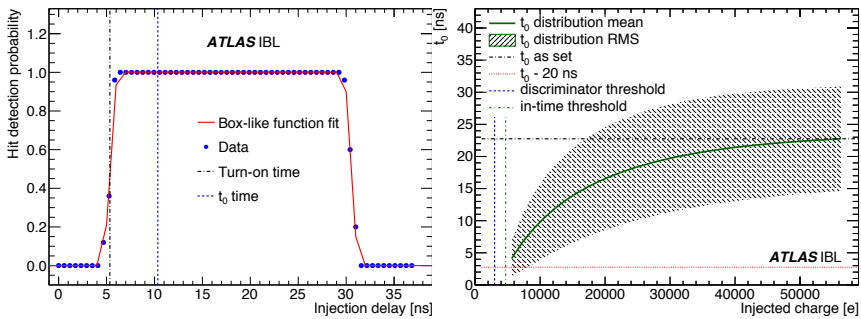 Hit detection probability
1.2
1.0
0.8
0.6
0.4
0.2
0.0
ATLAS IBL
Box-like function fit
Data
Turn-on time
t0 time
0 5 10 15 20 25 30 35
Injection delay [ns]
t0 [ns]
40
35
30
25
20
15
10
5
0
t0 distribution mean
t0 distribution RMS
t0 as set
t0 - 20 ns
discriminator threshold
in-time threshold
ATLAS IBL
0 10000 20000 30000 40000 50000
Injected charge [e]